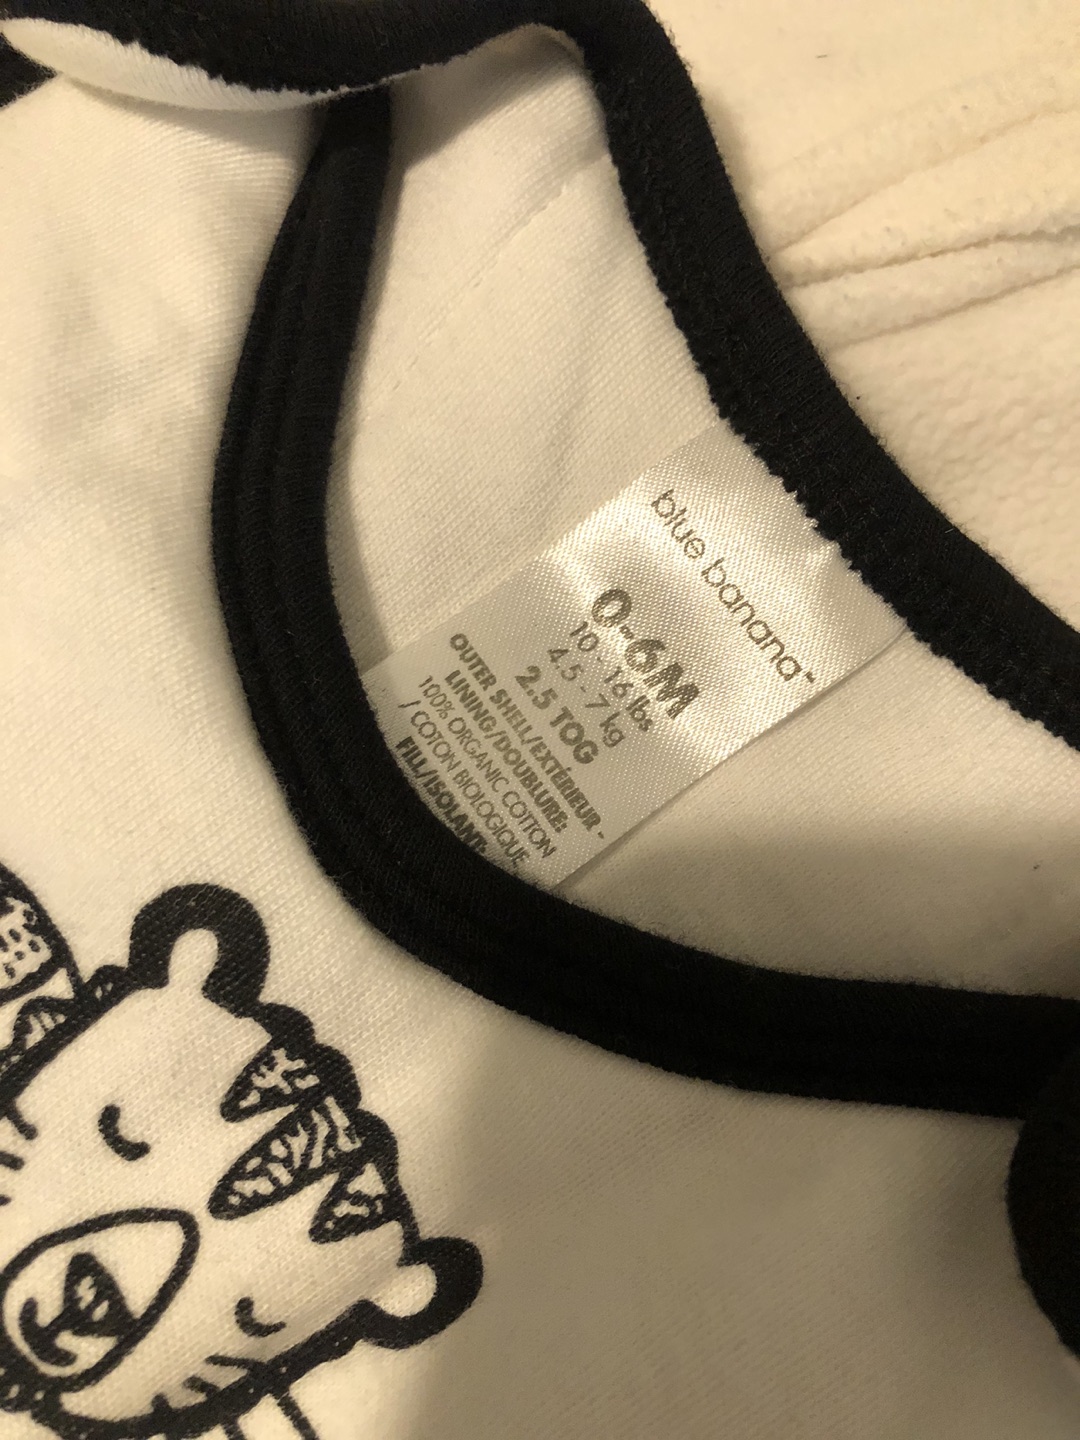 blue banana™
0-6M
10 - 16 lbs
4.5 - 7 kg
2.5 TOG
OUTER SHELL/EXTÉRIEUR -
LINING/DOUBLURE:
100% ORGANIC COTTON
/ COTON BIOLOGIQUE
FILL/ISOLANT: